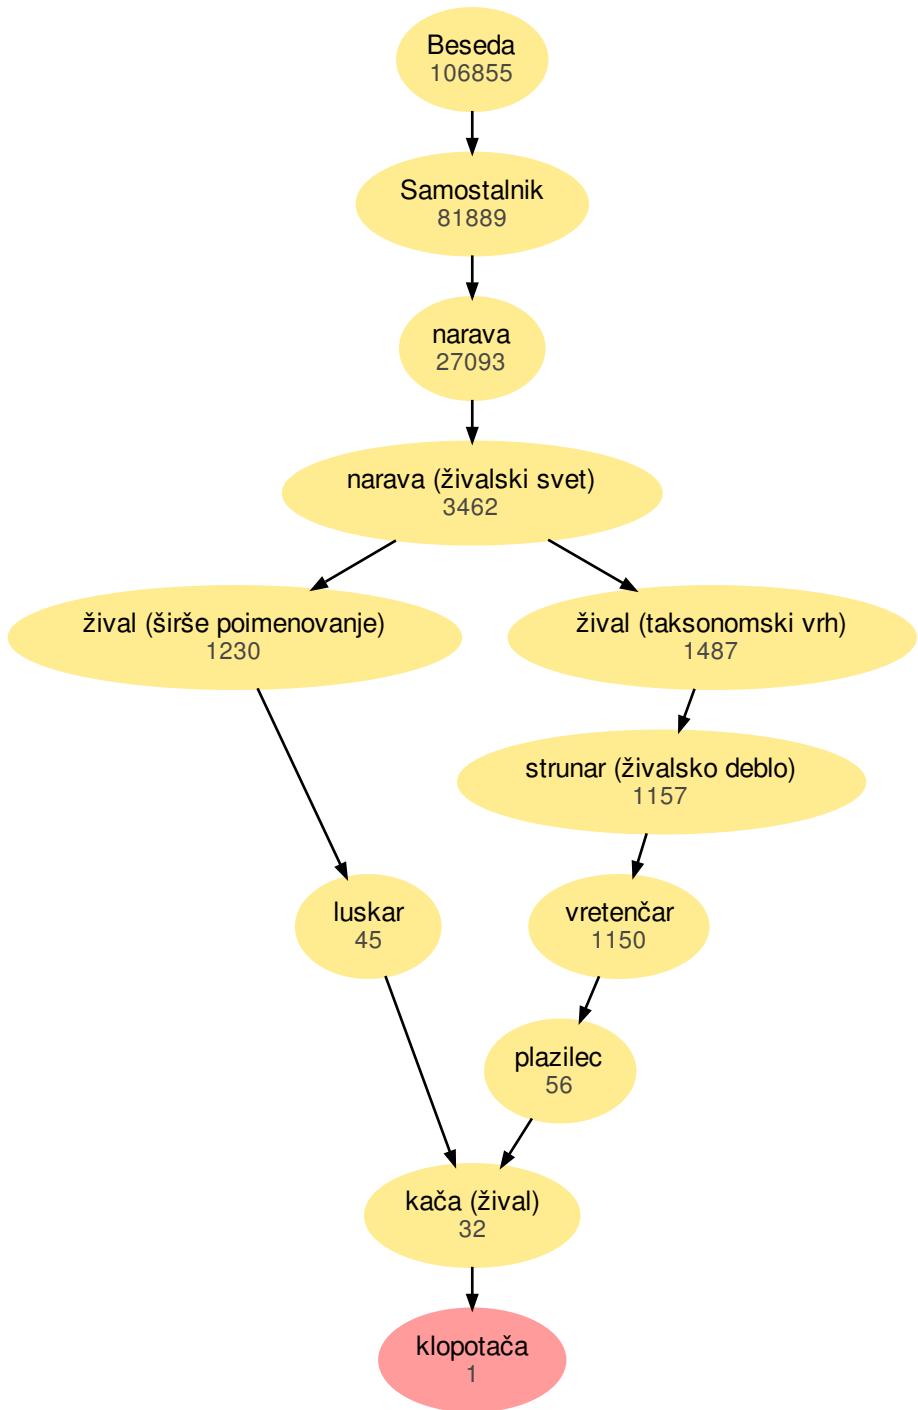 Beseda
106855
Samostalnik
81889
narava
27093
narava (živalski svet)
3462
žival (širše poimenovanje)
1230
žival (taksonomski vrh)
1487
strunar (živalsko deblo)
1157
luskar
45
vretenčar
1150
plazilec
56
kača (žival)
32
klopotača
1